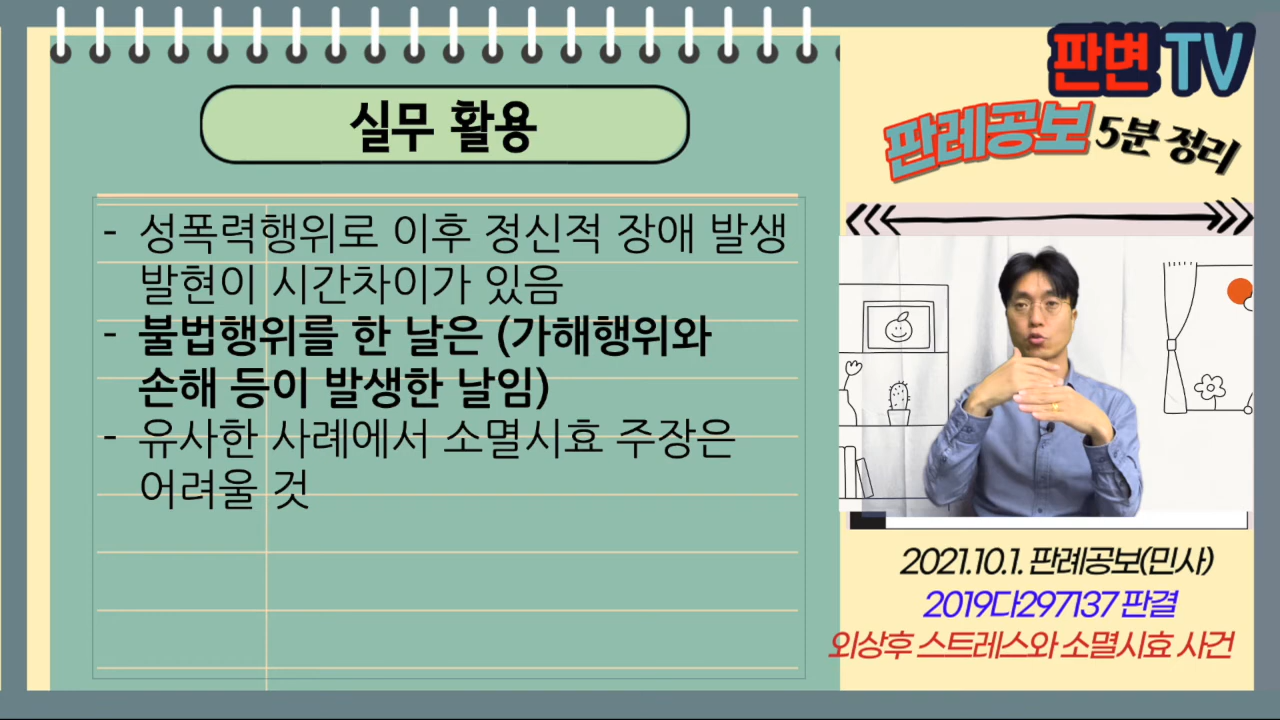 판변 TV
판례공보 5분 정리
실무 활용
- 성폭력행위로 이후 정신적 장애 발생
발현이 시간차이가 있음
- 불법행위를 한 날은 (가해행위와
손해 등이 발생한 날임)
- 유사한 사례에서 소멸시효 주장은
어려울 것
2021.10.1. 판례공보(민사)
2019다297137 판결
외상후 스트레스와 소멸시효 사건